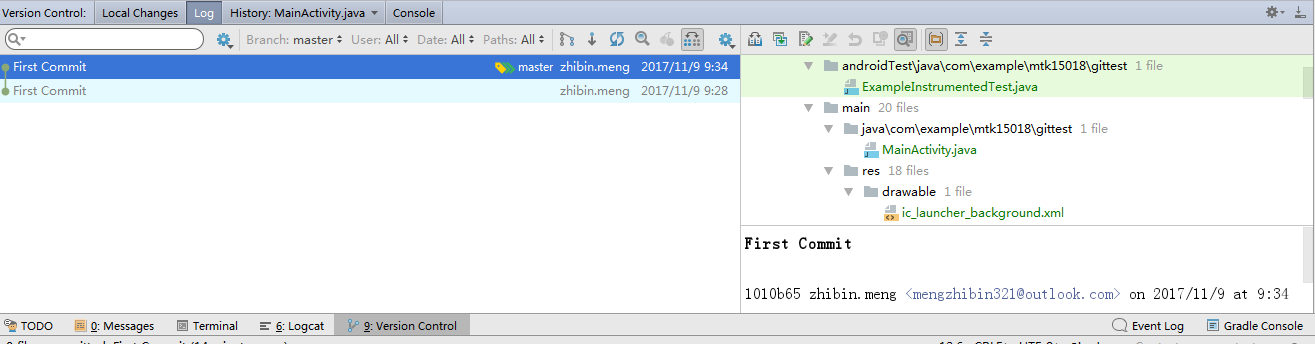 Version Control: Local Changes Log History: MainActivity.java Console
Branch: master User: All Date: All Paths: All
First Commit master zhibin.meng 2017/11/9 9:34
First Commit zhibin.meng 2017/11/9 9:28
androidTest\java\com\example\mtk15018\gittest 1 file
ExampleInstrumentedTest.java
main 20 files
java\com\example\mtk15018\gittest 1 file
MainActivity.java
res 18 files
drawable 1 file
ic_launcher_background.xml
First Commit
1010b65 zhibin.meng <mengzhibin321@outlook.com> on 2017/11/9 at 9:34
TODO 0: Messages Terminal 6: Logcat 9: Version Control Event Log Gradle Console